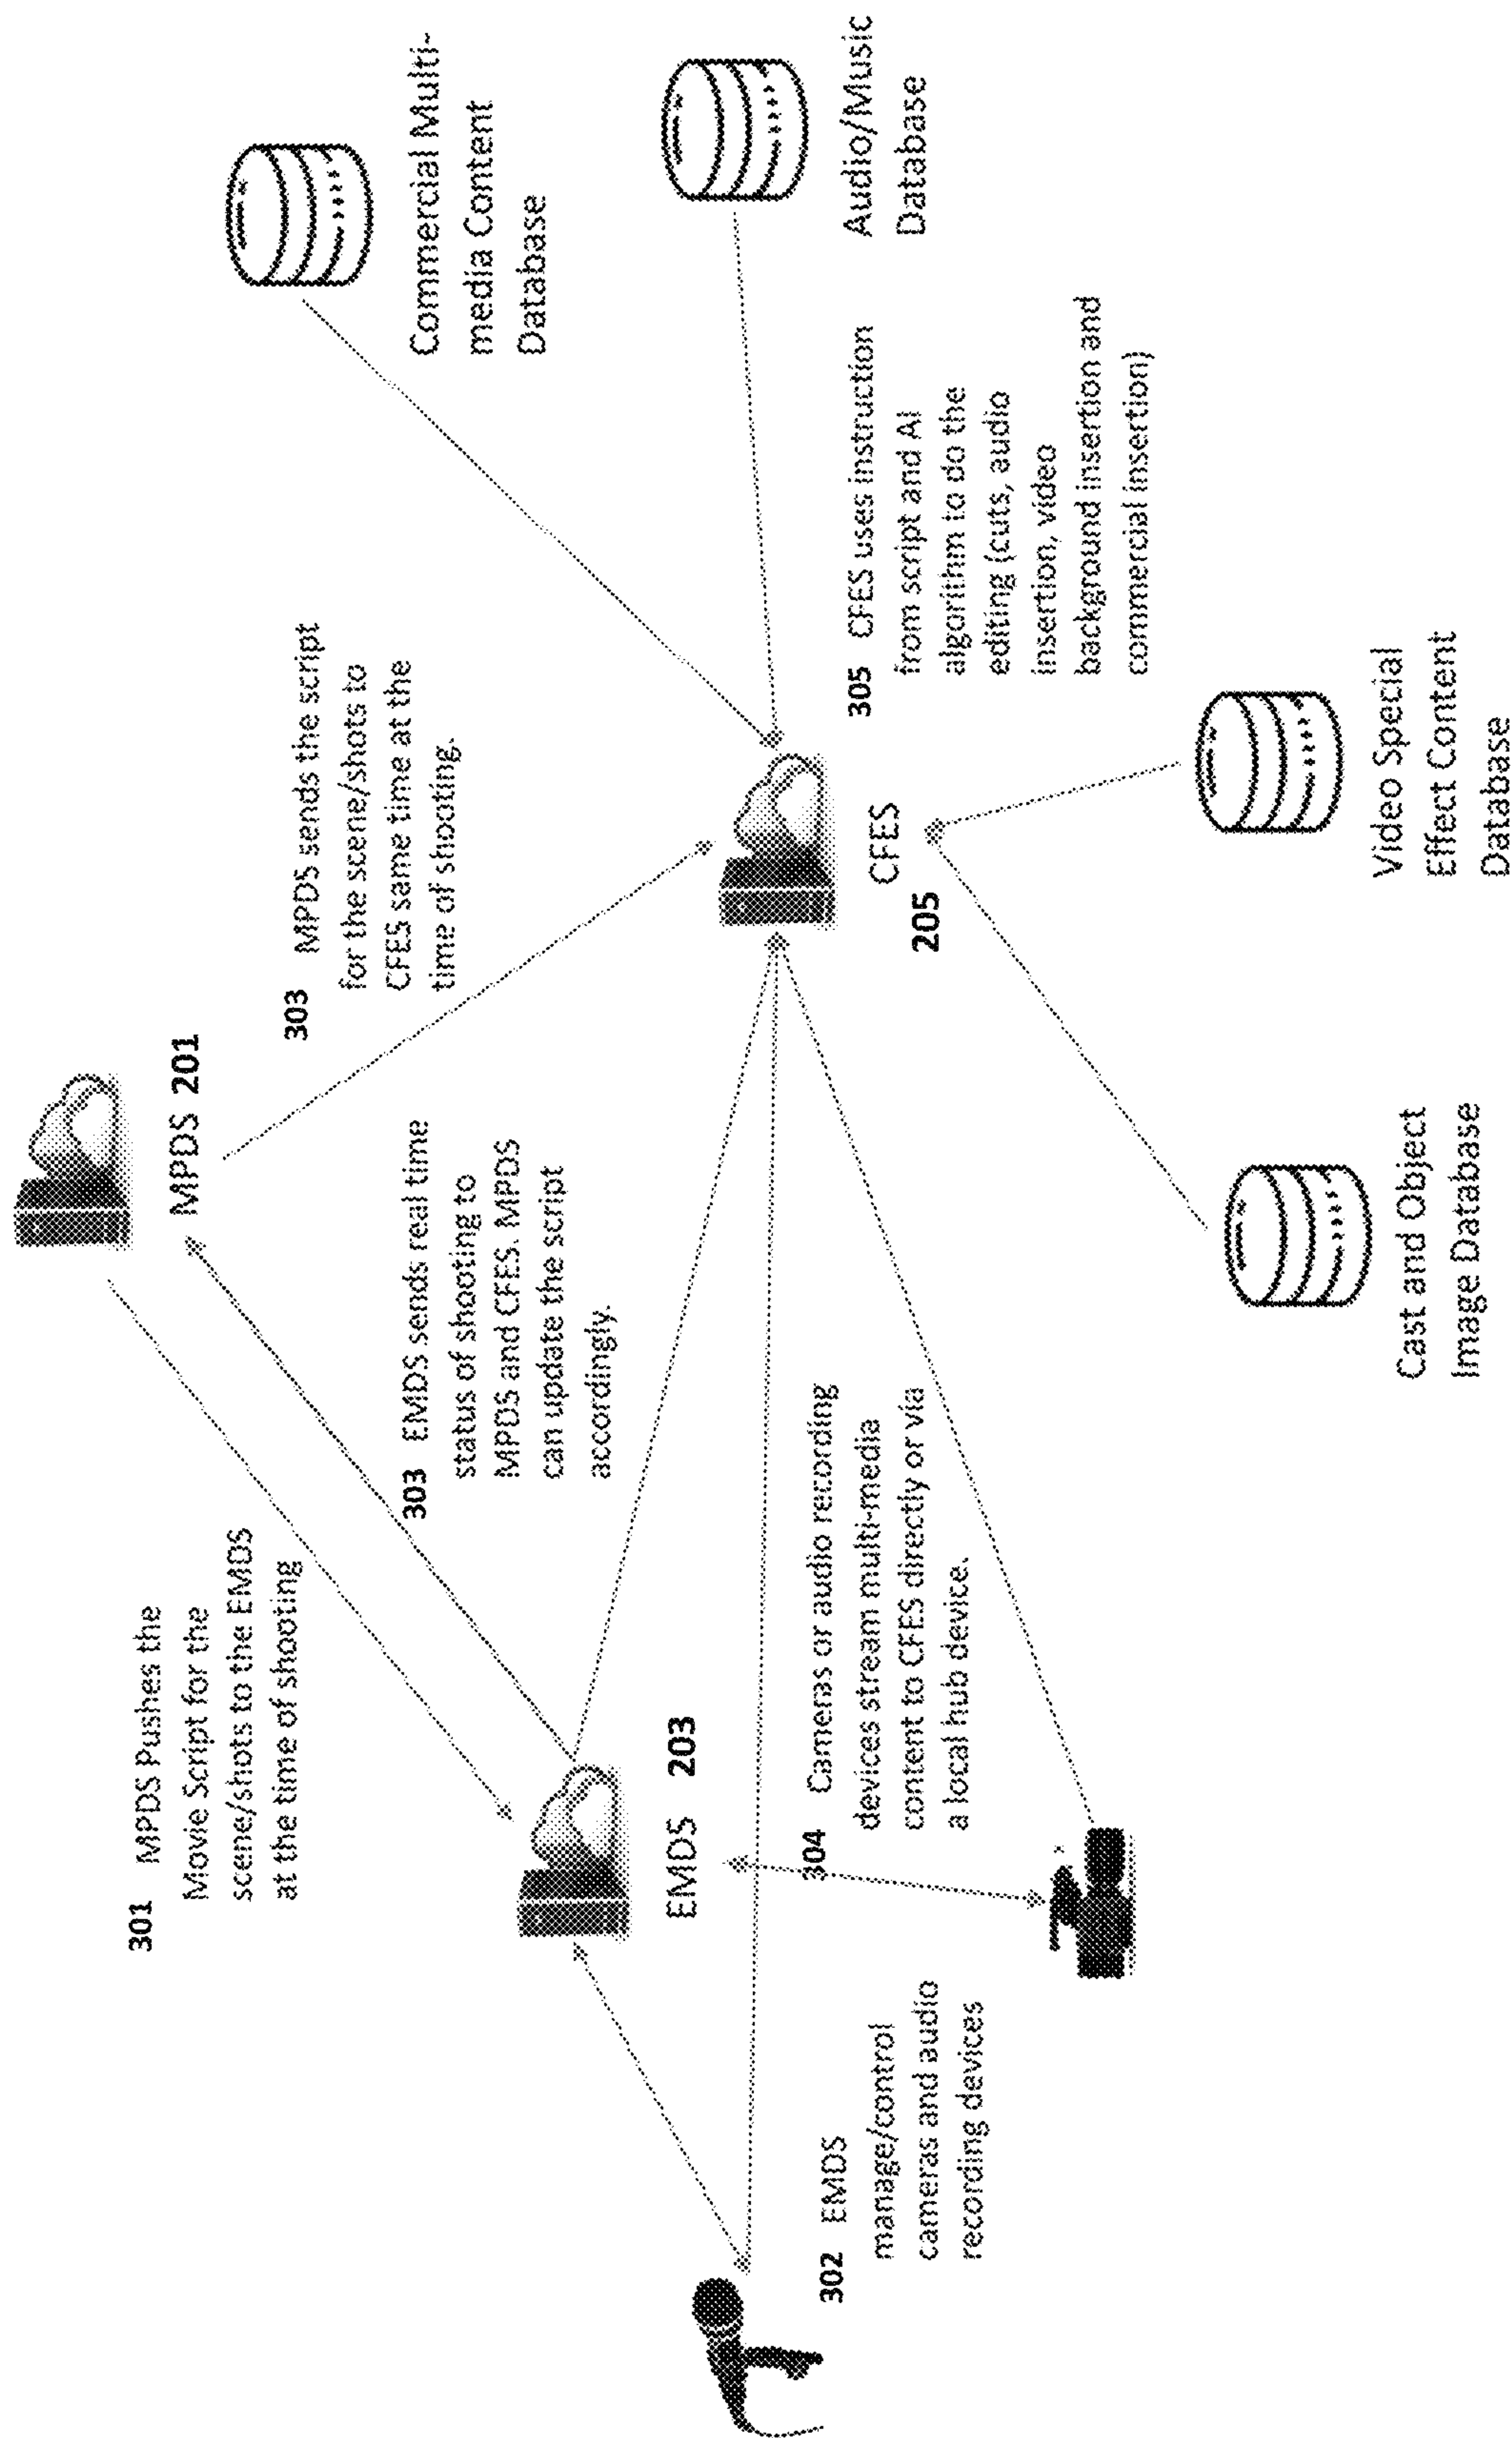 MPDS 201
301 MPDS Pushes the
Movie Script for the
scene/shots to the EMDS
at the time of shooting
303 MPDS sends the script
for the scene/shots to
CFES same time at the
time of shooting.
Commercial Multi-
media Content
Database
303 EMDS sends real time
status of shooting to
MPDS and CFES. MPDS
can update the script
accordingly.
EMDS 203
CFES
205
Audio/Music
Database
302 EMDS
manage/control
cameras and audio
recording devices
304 Cameras or audio recording
devices stream multi-media
content to CFES directly or via
a local hub device.
305 CFES uses instruction
from script and AI
algorithm to do the
editing (cuts, audio
insertion, video
background insertion and
commercial insertion)
Cast and Object
Image Database
Video Special
Effect Content
Database